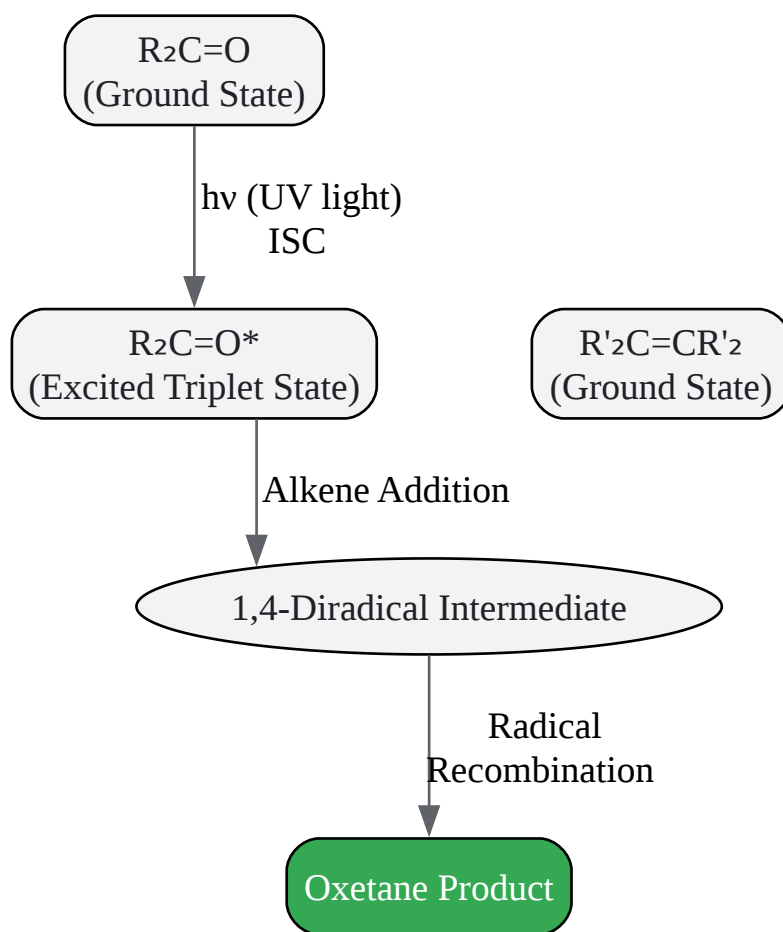 R₂C=O
(Ground State)
hν (UV light)
ISC
R₂C=O*
(Excited Triplet State)
R'₂C=CR'₂
(Ground State)
Alkene Addition
1,4-Diradical Intermediate
Radical
Recombination
Oxetane Product